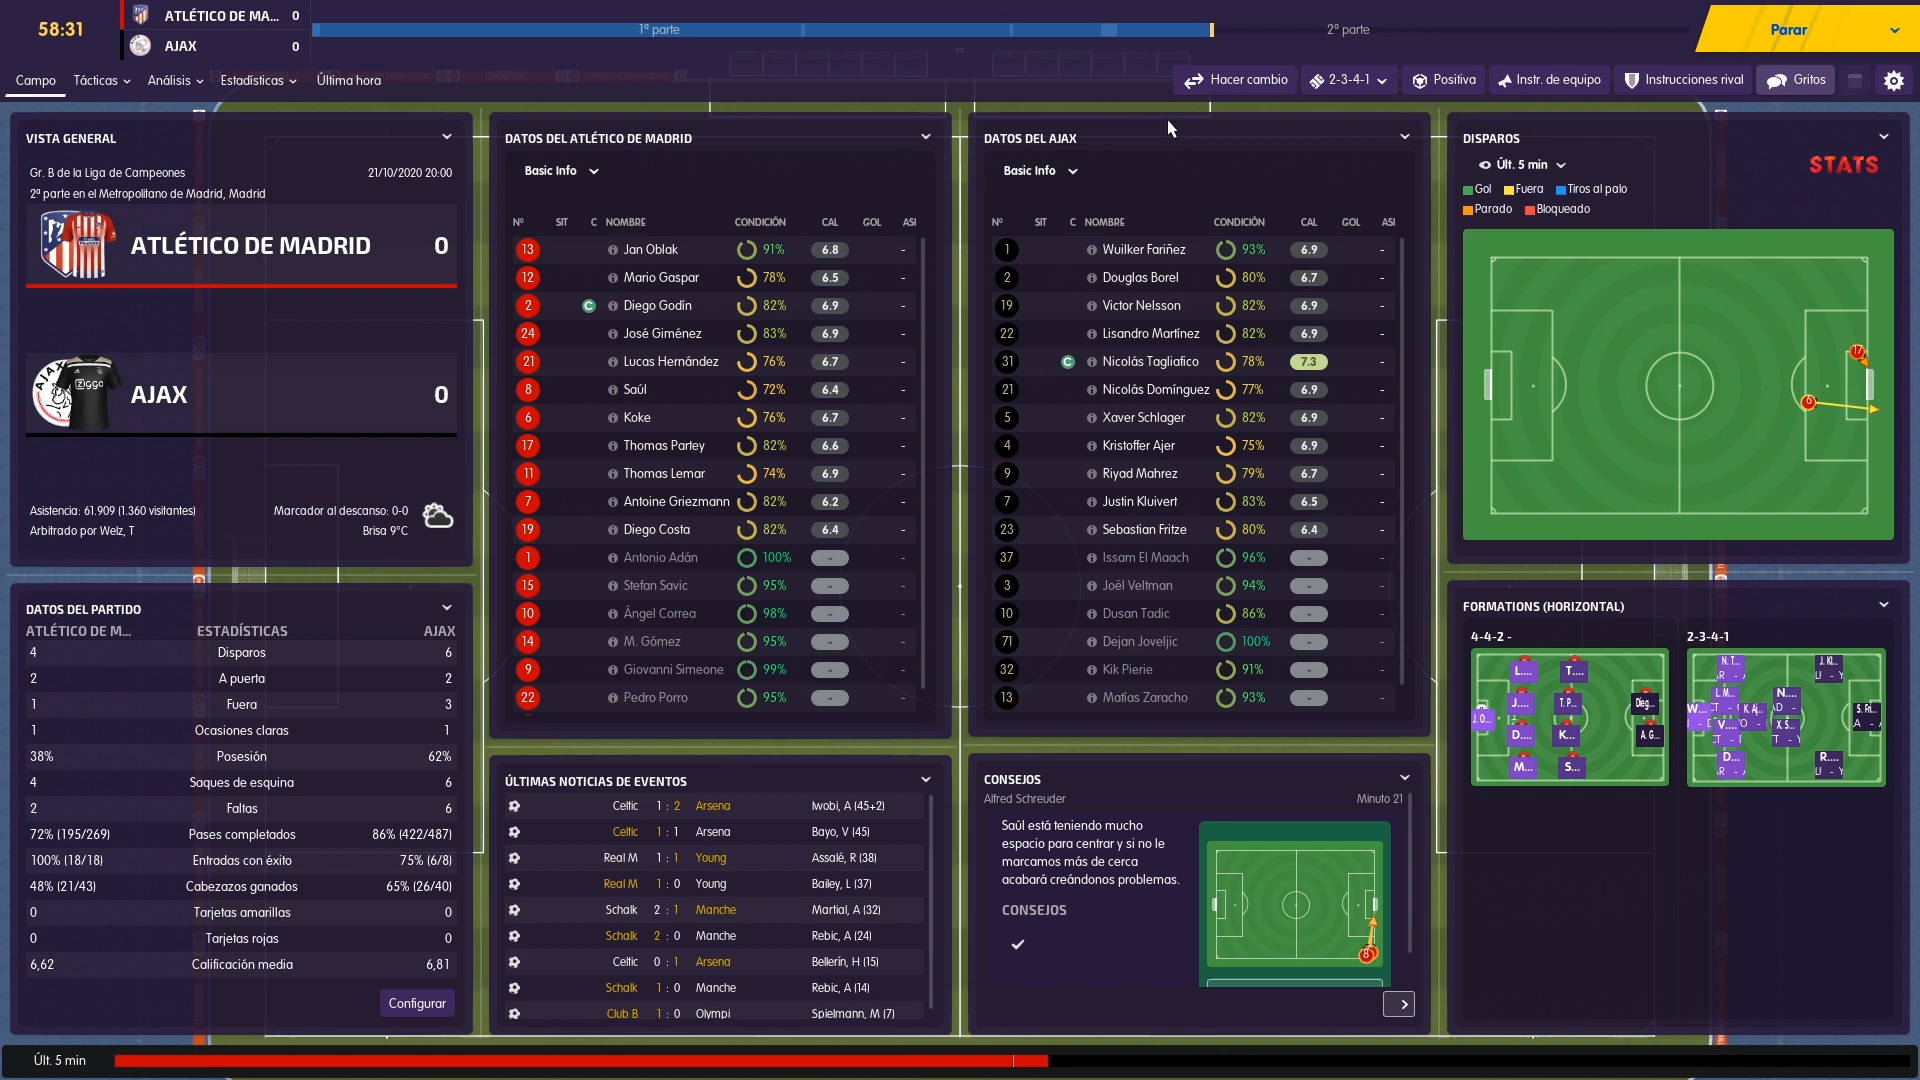 58:31
ATLÉTICO DE MA... 0
AJAX 0
1ª parte
2ª parte
Parar
Campo
Tácticas
Análisis
Estadísticas
Última hora
Hacer cambio
2-3-4-1
Positiva
Instr. de equipo
Instrucciones rival
Gritos
VISTA GENERAL
Gr. B de la Liga de Campeones 21/10/2020 20:00
2ª parte en el Metropolitano de Madrid, Madrid
ATLÉTICO DE MADRID 0
AJAX
ZIGGO
AJAX 0
Asistencia: 61.909 (1.360 visitantes) Marcador al descanso: 0-0
Arbitrado por Welz, T Brisa 9°C
DATOS DEL PARTIDO
ATLÉTICO DE M... ESTADÍSTICAS AJAX
4 Disparos 6
2 A puerta 2
1 Fuera 3
1 Ocasiones claras 1
38% Posesión 62%
4 Saques de esquina 6
2 Faltas 6
72% (195/269) Pases completados 86% (422/487)
100% (18/18) Entradas con éxito 75% (6/8)
48% (21/43) Cabezazos ganados 65% (26/40)
0 Tarjetas amarillas 0
0 Tarjetas rojas 0
6,62 Calificación media 6,81
Configurar
DATOS DEL ATLÉTICO DE MADRID
Basic Info
Nº SIT C NOMBRE CONDICIÓN CAL GOL ASI
13 Jan Oblak 91% 6.8 -
12 Mario Gaspar 78% 6.5 -
2 C Diego Godín 82% 6.9 -
24 José Giménez 83% 6.9 -
21 Lucas Hernández 76% 6.7 -
8 Saúl 72% 6.4 -
6 Koke 76% 6.7 -
17 Thomas Partey 82% 6.6 -
11 Thomas Lemar 74% 6.9 -
7 Antoine Griezmann 82% 6.2 -
19 Diego Costa 82% 6.4 -
1 Antonio Adán 100% - -
15 Stefan Savic 95% - -
10 Ángel Correa 98% - -
14 M. Gómez 95% - -
9 Giovanni Simeone 99% - -
22 Pedro Porro 95% - -
DATOS DEL AJAX
Basic Info
Nº SIT C NOMBRE CONDICIÓN CAL GOL ASI
1 Wuilker Fariñez 93% 6.9 -
2 Douglas Borel 80% 6.7 -
19 Victor Nelsson 82% 6.9 -
22 Lisandro Martínez 82% 6.9 -
31 C Nicolás Tagliafico 78% 7.3 -
21 Nicolás Domínguez 77% 6.9 -
5 Xaver Schlager 82% 6.9 -
4 Kristoffer Ajer 75% 6.9 -
9 Riyad Mahrez 79% 6.7 -
7 Justin Kluivert 83% 6.5 -
23 Sebastian Fritze 80% 6.4 -
37 Issam El Maach 96% - -
3 Joël Veltman 94% - -
10 Dusan Tadic 86% - -
71 Dejan Joveljic 100% - -
32 Kik Pierie 91% - -
13 Matías Zaracho 93% - -
ÚLTIMAS NOTICIAS DE EVENTOS
Celtic 1 : 2 Arsena Iwobi, A (45+2)
Celtic 1 : 1 Arsena Bayo, V (45)
Real M 1 : 1 Young Assalé, R (38)
Real M 1 : 0 Young Bailey, L (37)
Schalk 2 : 1 Manche Martial, A (32)
Schalk 2 : 0 Manche Rebic, A (24)
Celtic 0 : 1 Arsena Bellerín, H (15)
Schalk 1 : 0 Manche Rebic, A (14)
Club B 1 : 0 Olympi Spielmann, M (7)
CONSEJOS
Alfred Schreuder Minuto 21
Saúl está teniendo mucho
espacio para centrar y si no le
marcamos más de cerca
acabará creándonos problemas.
CONSEJOS
8
DISPAROS
Últ. 5 min
STATS
Gol Fuera Tiros al palo
Parado Bloqueado
17
6
FORMATIONS (HORIZONTAL)
4-4-2 -
L... T...
J.... T. P...
J. O... Dieg...
D.... K... A. G...
M... S...
2-3-4-1
N. T... J. Kl...
L. M... N....
W... K. Aj... S. Fri...
V.... X. S...
D... R....
Últ. 5 min